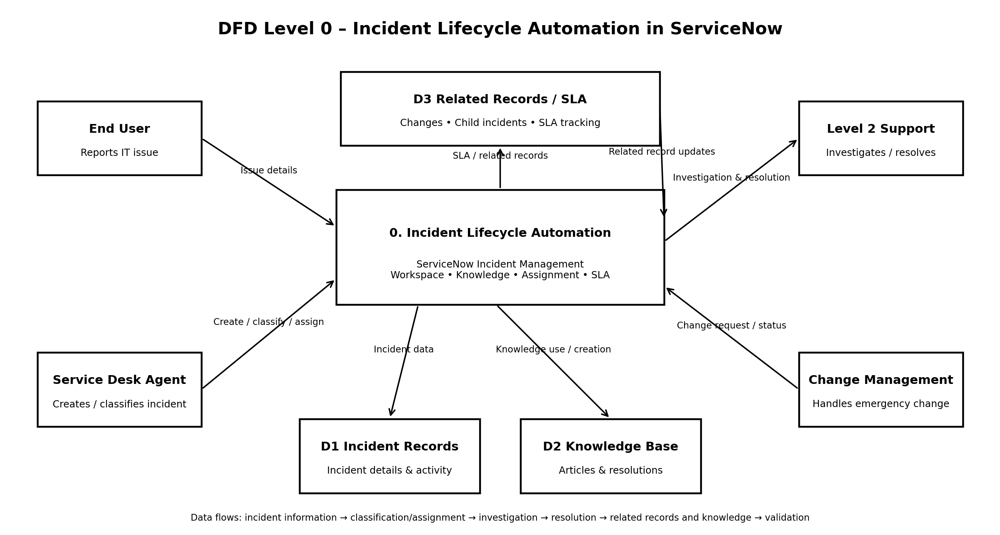 DFD Level 0 – Incident Lifecycle Automation in ServiceNow
D3 Related Records / SLA
Changes • Child incidents • SLA tracking
End User
Reports IT issue
Level 2 Support
Investigates / resolves
SLA / related records
Related record updates
Issue details
Investigation & resolution
0. Incident Lifecycle Automation
ServiceNow Incident Management
Workspace • Knowledge • Assignment • SLA
Create / classify / assign
Change request / status
Incident data
Knowledge use / creation
Service Desk Agent
Creates / classifies incident
Change Management
Handles emergency change
D1 Incident Records
Incident details & activity
D2 Knowledge Base
Articles & resolutions
Data flows: incident information → classification/assignment → investigation → resolution → related records and knowledge → validation